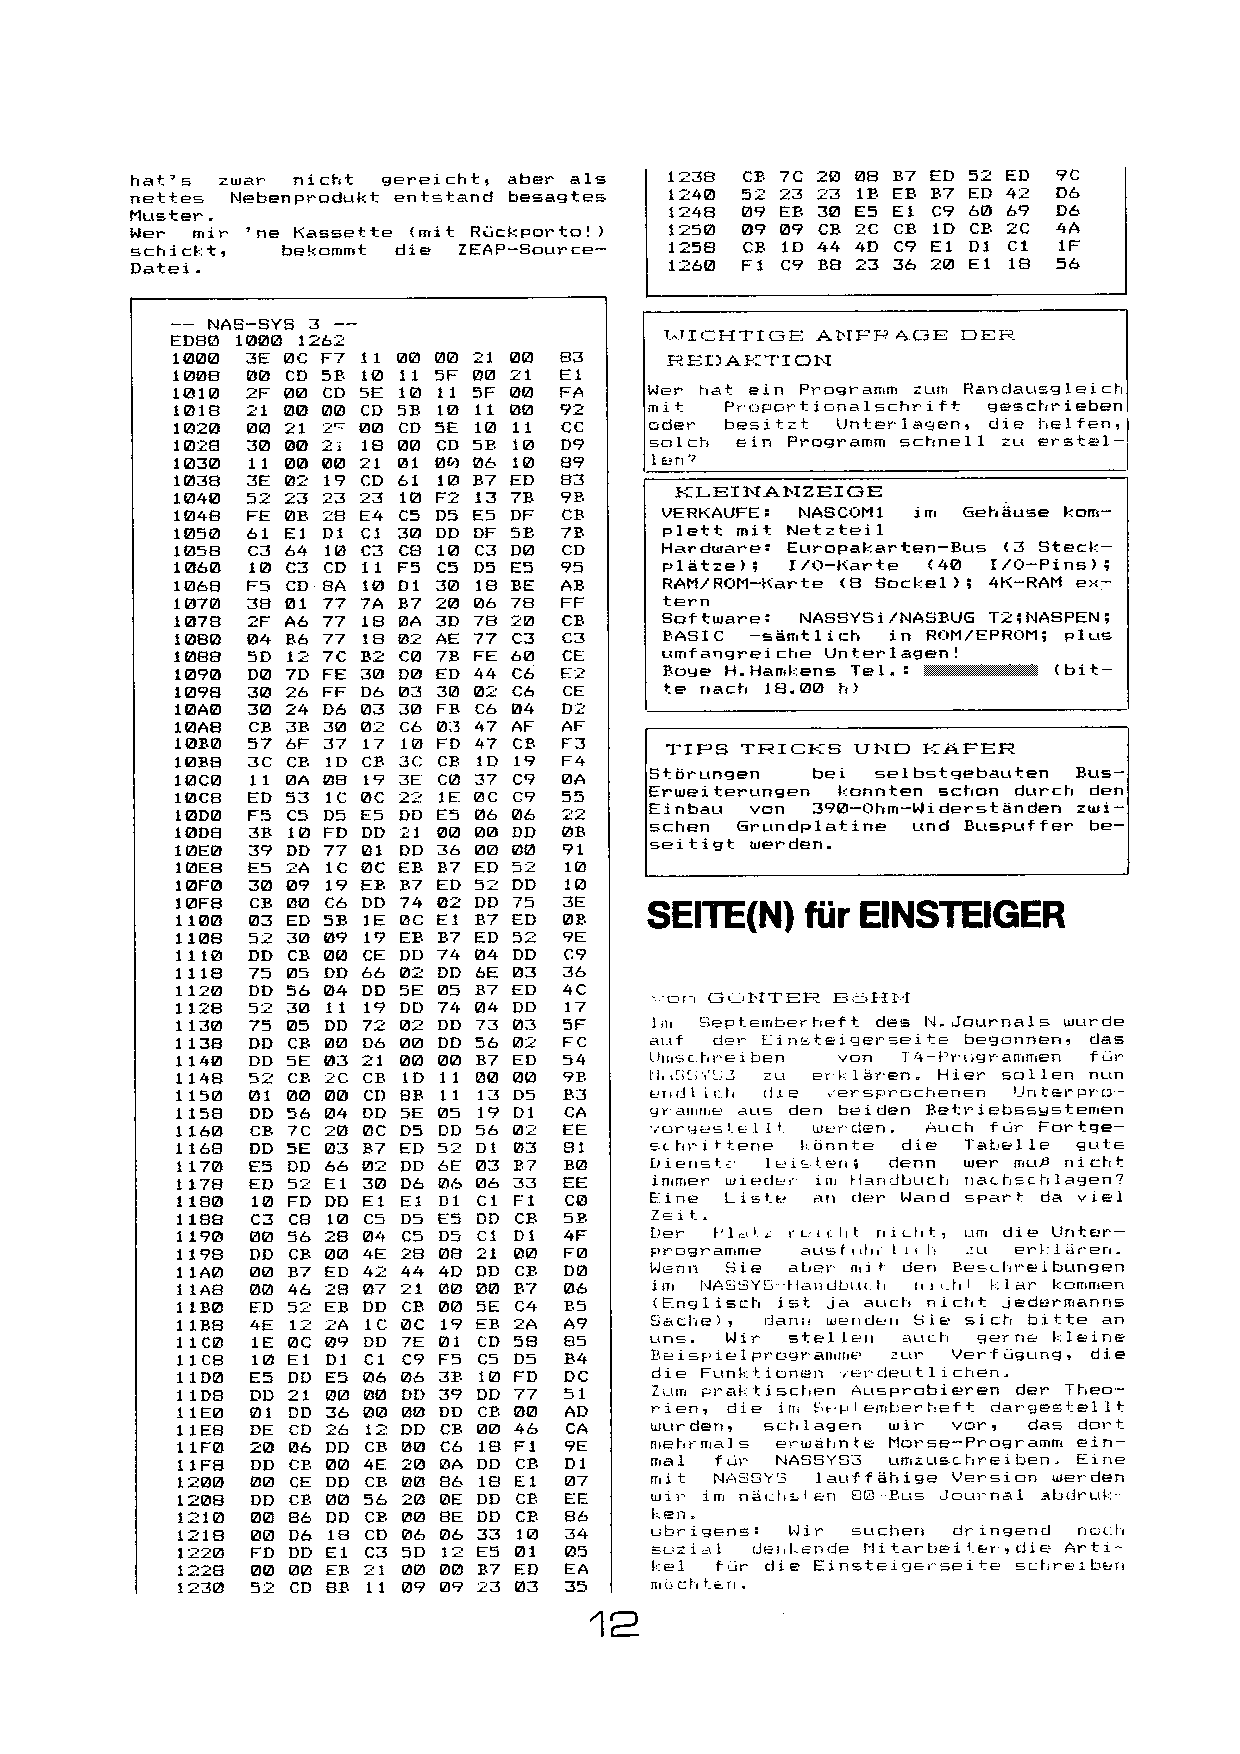 hat's zwar nicht gereicht, aber als
nettes Nebenprodukt entstand besagtes
Muster.
Wer mir 'ne Kassette (mit Rückporto!)
schickt, bekommt die ZEAP-Source-
Datei.
-- NAS-SYS 3 --
ED80 1000 1262
1000 3E 0C F7 11 00 00 21 00 83
1008 00 CD 5B 10 11 5F 00 21 E1
1010 2F 00 CD 5E 10 11 5F 00 FA
1018 21 00 00 CD 5B 10 11 00 92
1020 00 21 2F 00 CD 5E 10 11 CC
1028 30 00 21 18 00 CD 5B 10 D9
1030 11 00 00 21 01 00 06 10 89
1038 3E 02 19 CD 61 10 B7 ED 83
1040 52 23 23 23 10 F2 13 7B 9B
1048 FE 0B 28 E4 C5 D5 E5 DF CB
1050 61 E1 D1 C1 30 DD DF 5B 7B
1058 C3 64 10 C3 C8 10 C3 D0 CD
1060 10 C3 CD 11 F5 C5 D5 E5 95
1068 F5 CD 8A 10 D1 30 18 BE AB
1070 38 01 77 7A B7 20 06 78 FF
1078 2F A6 77 18 0A 3D 78 20 CB
1080 04 B6 77 18 02 AE 77 C3 C3
1088 5D 12 7C B2 C0 7B FE 60 CE
1090 D0 7D FE 30 D0 ED 44 C6 E2
1098 30 26 FF D6 03 30 02 C6 CE
10A0 30 24 D6 03 30 FB C6 04 D2
10A8 CB 3B 30 02 C6 03 47 AF AF
10B0 57 6F 37 17 10 FD 47 CB F3
10B8 3C CB 1D CB 3C CB 1D 19 F4
10C0 11 0A 08 19 3E C0 37 C9 0A
10C8 ED 53 1C 0C 22 1E 0C C9 55
10D0 F5 C5 D5 E5 DD E5 06 06 22
10D8 3B 10 FD DD 21 00 00 DD 0B
10E0 39 DD 77 01 DD 36 00 00 91
10E8 E5 2A 1C 0C EB B7 ED 52 10
10F0 30 09 19 EB B7 ED 52 DD 10
10F8 CB 00 C6 DD 74 02 DD 75 3E
1100 03 ED 5B 1E 0C E1 B7 ED 0B
1108 52 30 09 19 EB B7 ED 52 9E
1110 DD CB 00 CE DD 74 04 DD C9
1118 75 05 DD 66 02 DD 6E 03 36
1120 DD 56 04 DD 5E 05 B7 ED 4C
1128 52 30 11 19 DD 74 04 DD 17
1130 75 05 DD 72 02 DD 73 03 5F
1138 DD CB 00 D6 00 DD 56 02 FC
1140 DD 5E 03 21 00 00 B7 ED 54
1148 52 CB 2C CB 1D 11 00 00 9B
1150 01 00 00 CD 8B 11 13 D5 B3
1158 DD 56 04 DD 5E 05 19 D1 CA
1160 CB 7C 20 0C D5 DD 56 02 EE
1168 DD 5E 03 B7 ED 52 D1 03 81
1170 E5 DD 66 02 DD 6E 03 B7 B0
1178 ED 52 E1 30 D6 06 06 33 EE
1180 10 FD DD E1 E1 D1 C1 F1 C0
1188 C3 C8 10 C5 D5 E5 DD CB 5B
1190 00 56 28 04 C5 D5 C1 D1 4F
1198 DD CB 00 4E 28 08 21 00 F0
11A0 00 B7 ED 42 44 4D DD CB D0
11A8 00 46 28 07 21 00 00 B7 06
11B0 ED 52 EB DD CB 00 5E C4 B5
11B8 4E 12 2A 1C 0C 19 EB 2A A9
11C0 1E 0C 09 DD 7E 01 CD 58 85
11C8 10 E1 D1 C1 C9 F5 C5 D5 B4
11D0 E5 DD E5 06 06 3B 10 FD DC
11D8 DD 21 00 00 DD 39 DD 77 51
11E0 01 DD 36 00 00 DD CB 00 AD
11E8 DE CD 26 12 DD CB 00 46 CA
11F0 20 06 DD CB 00 C6 18 F1 9E
11F8 DD CB 00 4E 20 0A DD CB D1
1200 00 CE DD CB 00 86 18 E1 07
1208 DD CB 00 56 20 0E DD CB EE
1210 00 86 DD CB 00 8E DD CB 86
1218 00 D6 18 CD 06 06 33 10 34
1220 FD DD E1 C3 5D 12 E5 01 05
1228 00 00 EB 21 00 00 B7 ED EA
1230 52 CD 8B 11 09 09 23 03 35
1238 CB 7C 20 08 B7 ED 52 ED 9C
1240 52 23 23 1B EB B7 ED 42 D6
1248 09 EB 30 E5 E1 C9 60 69 D6
1250 09 09 CB 2C CB 1D CB 2C 4A
1258 CB 1D 44 4D C9 E1 D1 C1 1F
1260 F1 C9 B8 23 36 20 E1 18 56
WICHTIGE ANFRAGE DER
REDAKTION
Wer hat ein Programm zum Randausgleich
mit Proportionalschrift geschrieben
oder besitzt Unterlagen, die helfen,
solch ein Programm schnell zu erstel-
len?
KLEINANZEIGE
VERKAUFE: NASCOM1 im Gehäuse kom-
plett mit Netzteil
Hardware: Europakarten-Bus (3 Steck-
plätze); I/O-Karte (40 I/O-Pins);
RAM/ROM-Karte (8 Sockel); 4K-RAM ex-
tern
Software: NASSYS1/NASBUG T2;NASPEN;
BASIC -sämtlich in ROM/EPROM; plus
umfangreiche Unterlagen!
Boye H.Hamkens Tel.: (bit-
te nach 18.00 h)
TIPS TRICKS UND KÄFER
Störungen bei selbstgebauten Bus-
Erweiterungen konnten schon durch den
Einbau von 390-Ohm-Widerständen zwi-
schen Grundplatine und Buspuffer be-
seitigt werden.
SEITE(N) für EINSTEIGER
von GÜNTER BÖHM
Im Septemberheft des N.Journals wurde
auf der Einsteigerseite begonnen, das
Umschreiben von T4-Programmen für
NASSYS3 zu erklären. Hier sollen nun
endlich die versprochenen Unterpro-
gramme aus den beiden Betriebssystemen
vorgestellt werden. Auch für Fortge-
schrittene könnte die Tabelle gute
Dienste leisten; denn wer muß nicht
immer wieder im Handbuch nachschlagen?
Eine Liste an der Wand spart da viel
Zeit.
Der Platz reicht nicht, um die Unter-
programme ausführlich zu erklären.
Wenn Sie aber mit den Beschreibungen
im NASSYS-Handbuch nicht klar kommen
(Englisch ist ja auch nicht jedermanns
Sache), dann wenden Sie sich bitte an
uns. Wir stellen auch gerne kleine
Beispielprogramme zur Verfügung, die
die Funktionen verdeutlichen.
Zum praktischen Ausprobieren der Theo-
rien, die im Septemberheft dargestellt
wurden, schlagen wir vor, das dort
mehrmals erwähnte Morse-Programm ein-
mal für NASSYS3 umzuschreiben. Eine
mit NASSYS lauffähige Version werden
wir im nächsten 80-Bus Journal abdruk-
ken.
übrigens: Wir suchen dringend noch
sozial denkende Mitarbeiter,die Arti-
kel für die Einsteigerseite schreiben
möchten.
12